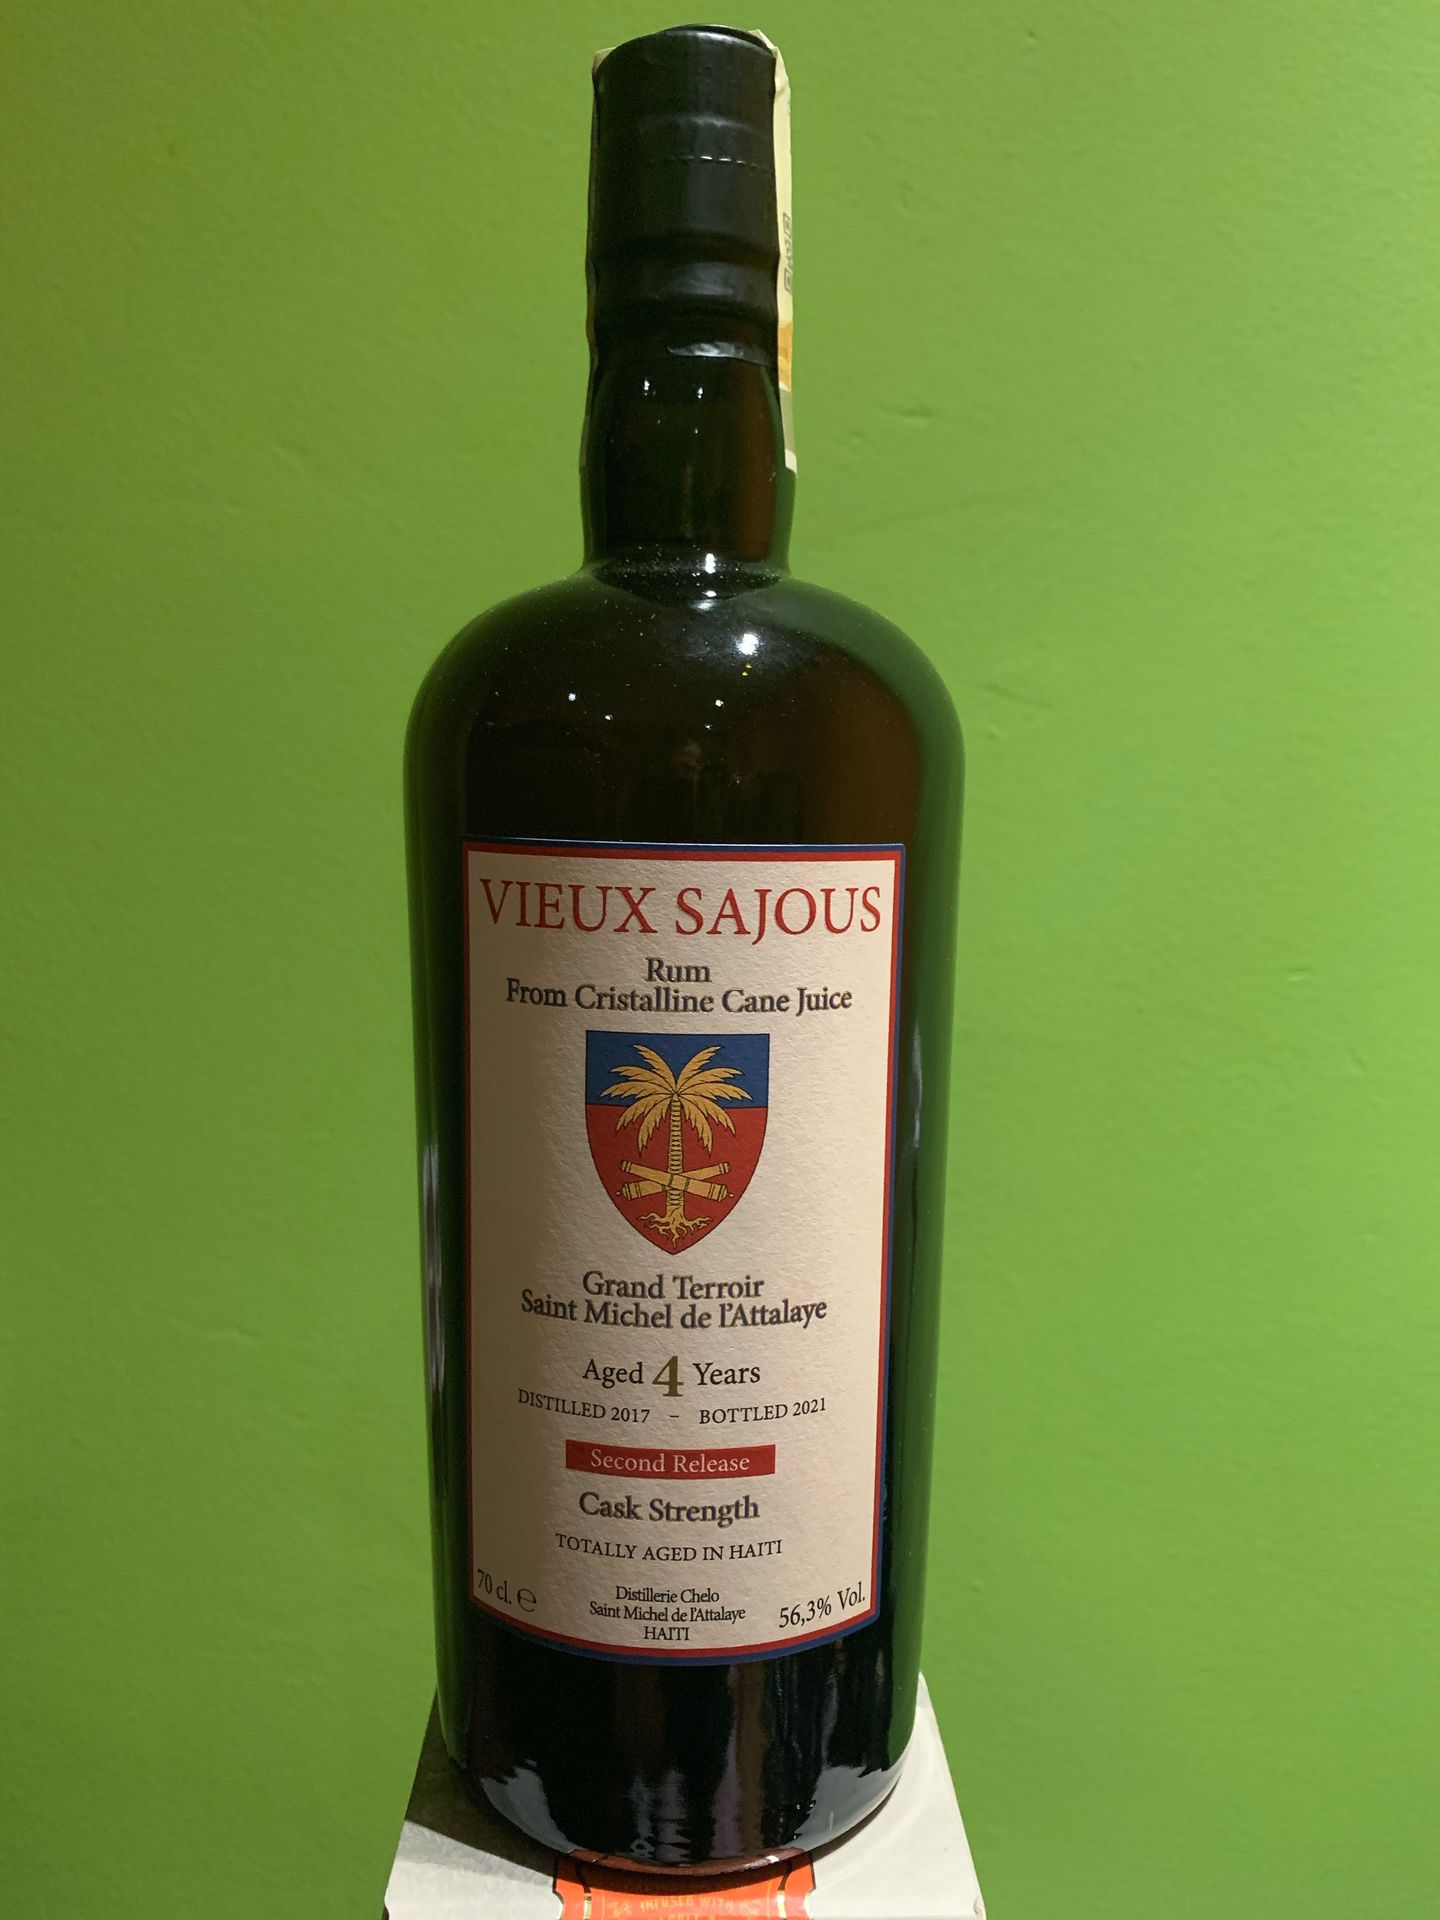 VIEUX SAJOUS
Rum
From Cristalline Cane Juice
Grand Terroir
Saint Michel de l'Attalaye
Aged 4 Years
DISTILLED 2017 – BOTTLED 2021
Second Release
Cask Strength
TOTALLY AGED IN HAITI
70 cl. ℮
Distillerie Chelo
Saint Michel de l'Attalaye
HAITI
56,3% Vol.
INFUSED WITH